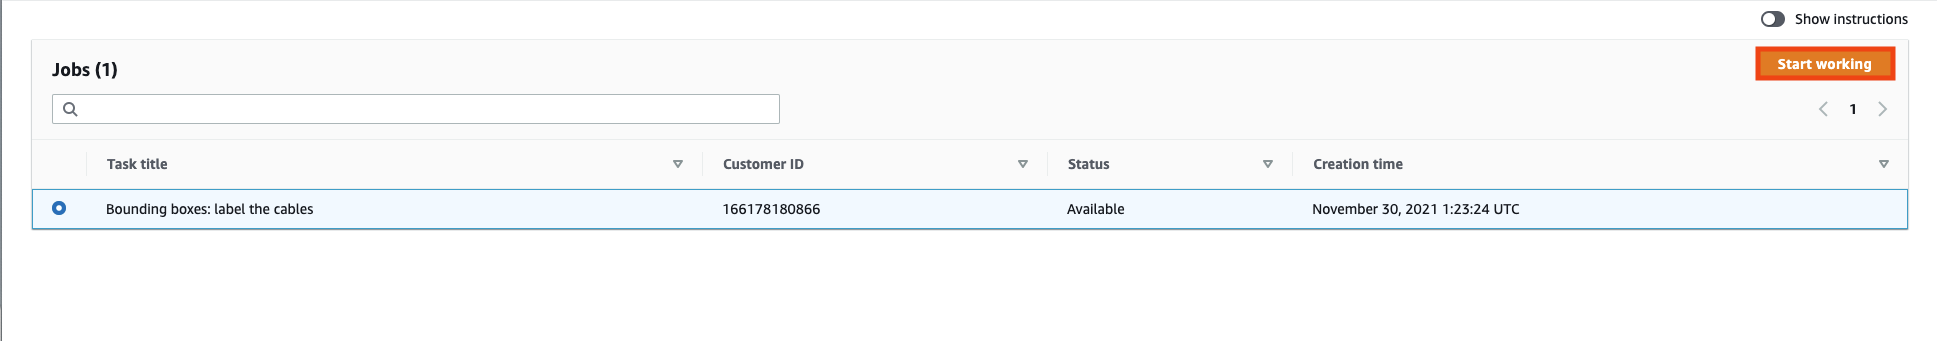 Show instructions
Jobs (1)
Start working
1
Task title Customer ID Status Creation time
Bounding boxes: label the cables 166178180866 Available November 30, 2021 1:23:24 UTC